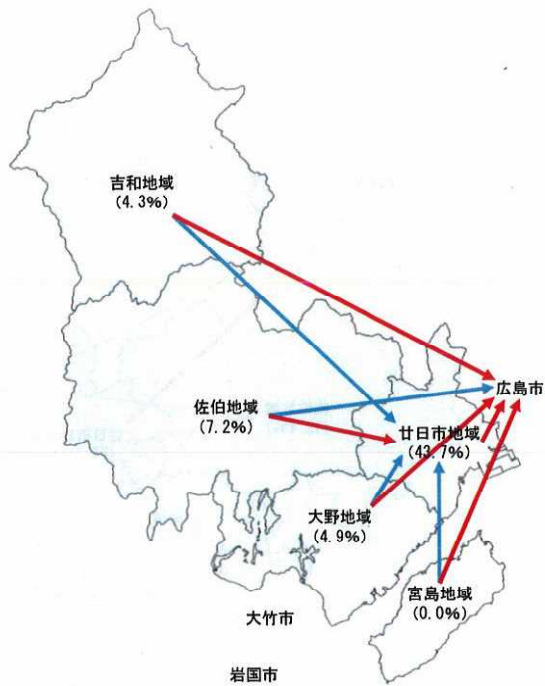 吉和地域
(4.3%)
広島市
佐伯地域
(7.2%)
廿日市地域
(43.7%)
大野地域
(4.9%)
宮島地域
(0.0%)
大竹市
岩国市